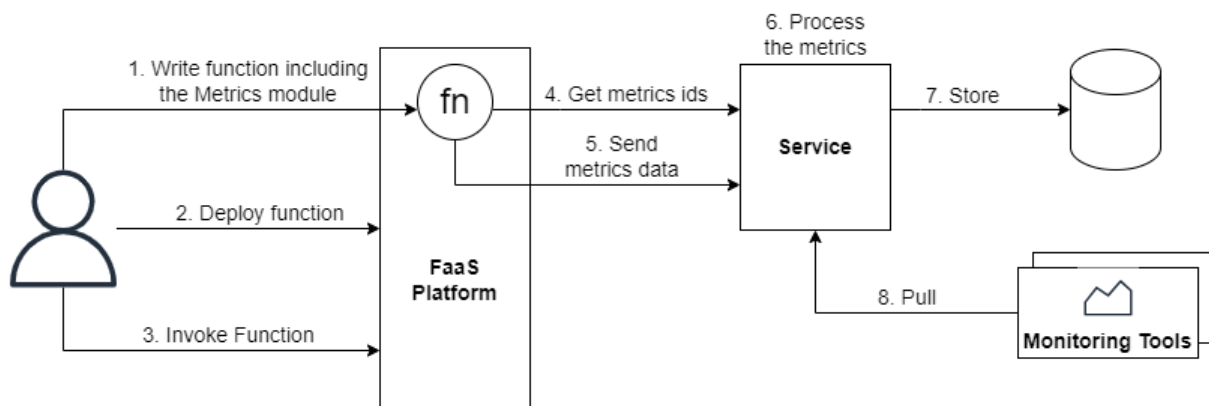 1. Write function including
the Metrics module
fn
4. Get metrics ids
5. Send
metrics data
6. Process
the metrics
Service
7. Store
2. Deploy function
FaaS
Platform
3. Invoke Function
8. Pull
Monitoring Tools